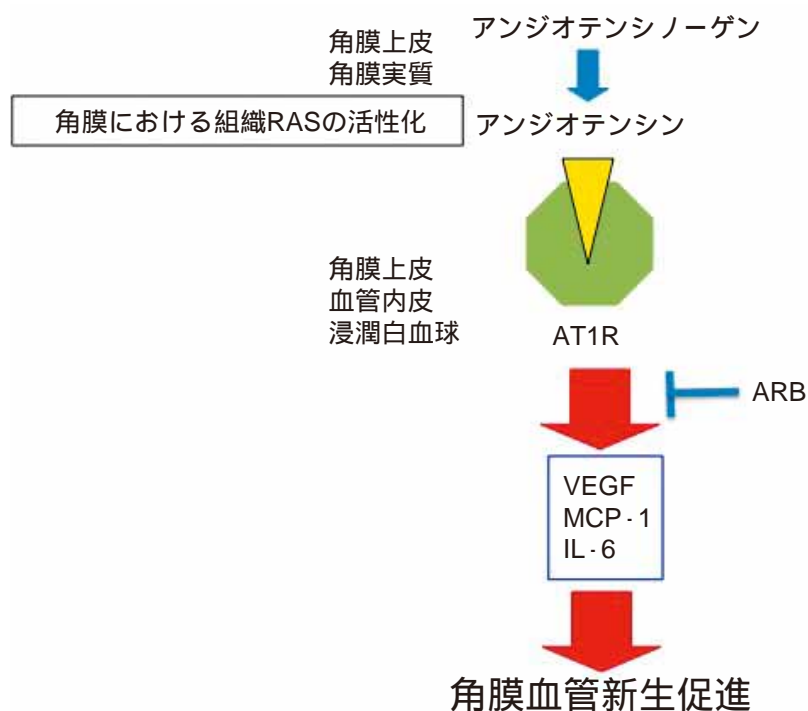 角膜上皮
角膜実質
アンジオテンシノーゲン
角膜における組織RASの活性化
アンジオテンシン
角膜上皮
血管内皮
浸潤白血球
AT1R
ARB
VEGF
MCP-1
IL-6
角膜血管新生促進